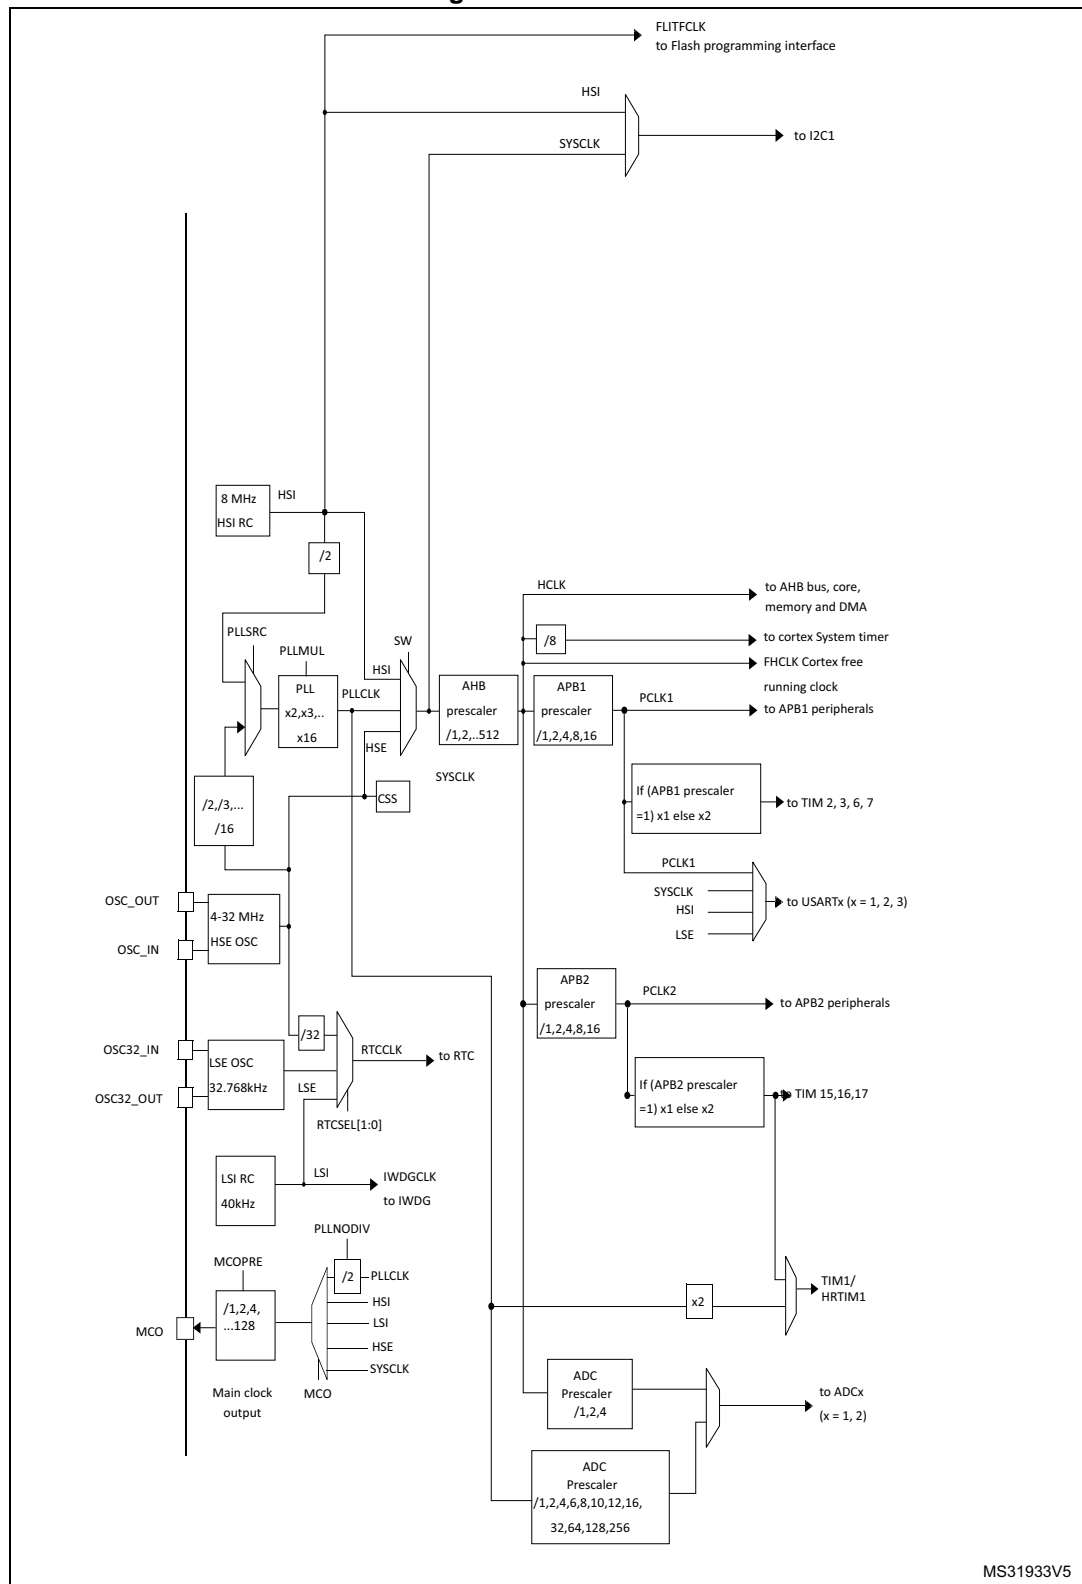 FLITFCLK
to Flash programming interface
HSI
to I2C1
SYSCLK
8 MHz
HSI RC
HSI
/2
HCLK
to AHB bus, core,
memory and DMA
/8
to cortex System timer
FHCLK Cortex free
running clock
PLLSRC
PLLMUL
SW
HSI
PLL
x2,x3,..
x16
PLLCLK
HSE
AHB
prescaler
/1,2,..512
APB1
prescaler
/1,2,4,8,16
PCLK1
to APB1 peripherals
SYSCLK
CSS
/2,/3,...
/16
If (APB1 prescaler
=1) x1 else x2
to TIM 2, 3, 6, 7
PCLK1
SYSCLK
HSI
LSE
to USARTx (x = 1, 2, 3)
OSC_OUT
OSC_IN
4-32 MHz
HSE OSC
APB2
prescaler
/1,2,4,8,16
PCLK2
to APB2 peripherals
/32
OSC32_IN
OSC32_OUT
LSE OSC
32.768kHz
LSE
RTCCLK
to RTC
RTCSEL[1:0]
If (APB2 prescaler
=1) x1 else x2
to TIM 15,16,17
LSI RC
40kHz
LSI
IWDGCLK
to IWDG
PLLNODIV
MCOPRE
/2
PLLCLK
HSI
LSI
HSE
SYSCLK
/1,2,4,
...128
MCO
MCO
Main clock
output
x2
TIM1/
HRTIM1
ADC
Prescaler
/1,2,4
to ADCx
(x = 1, 2)
ADC
Prescaler
/1,2,4,6,8,10,12,16,
32,64,128,256
MS31933V5